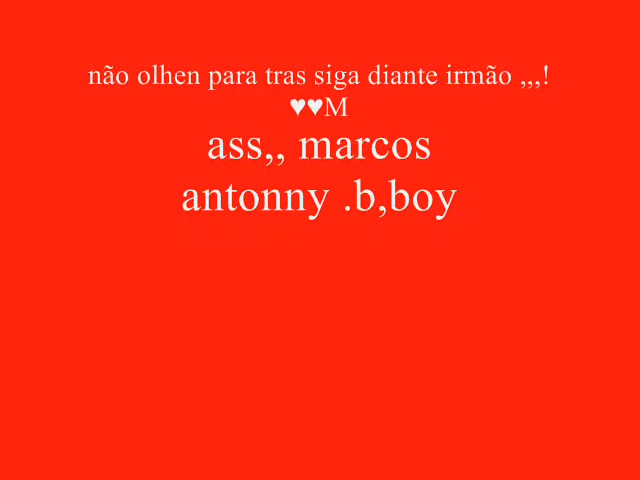 não olhen para tras siga diante irmão ,,,!
♥♥M
ass,, marcos
antonny .b,boy